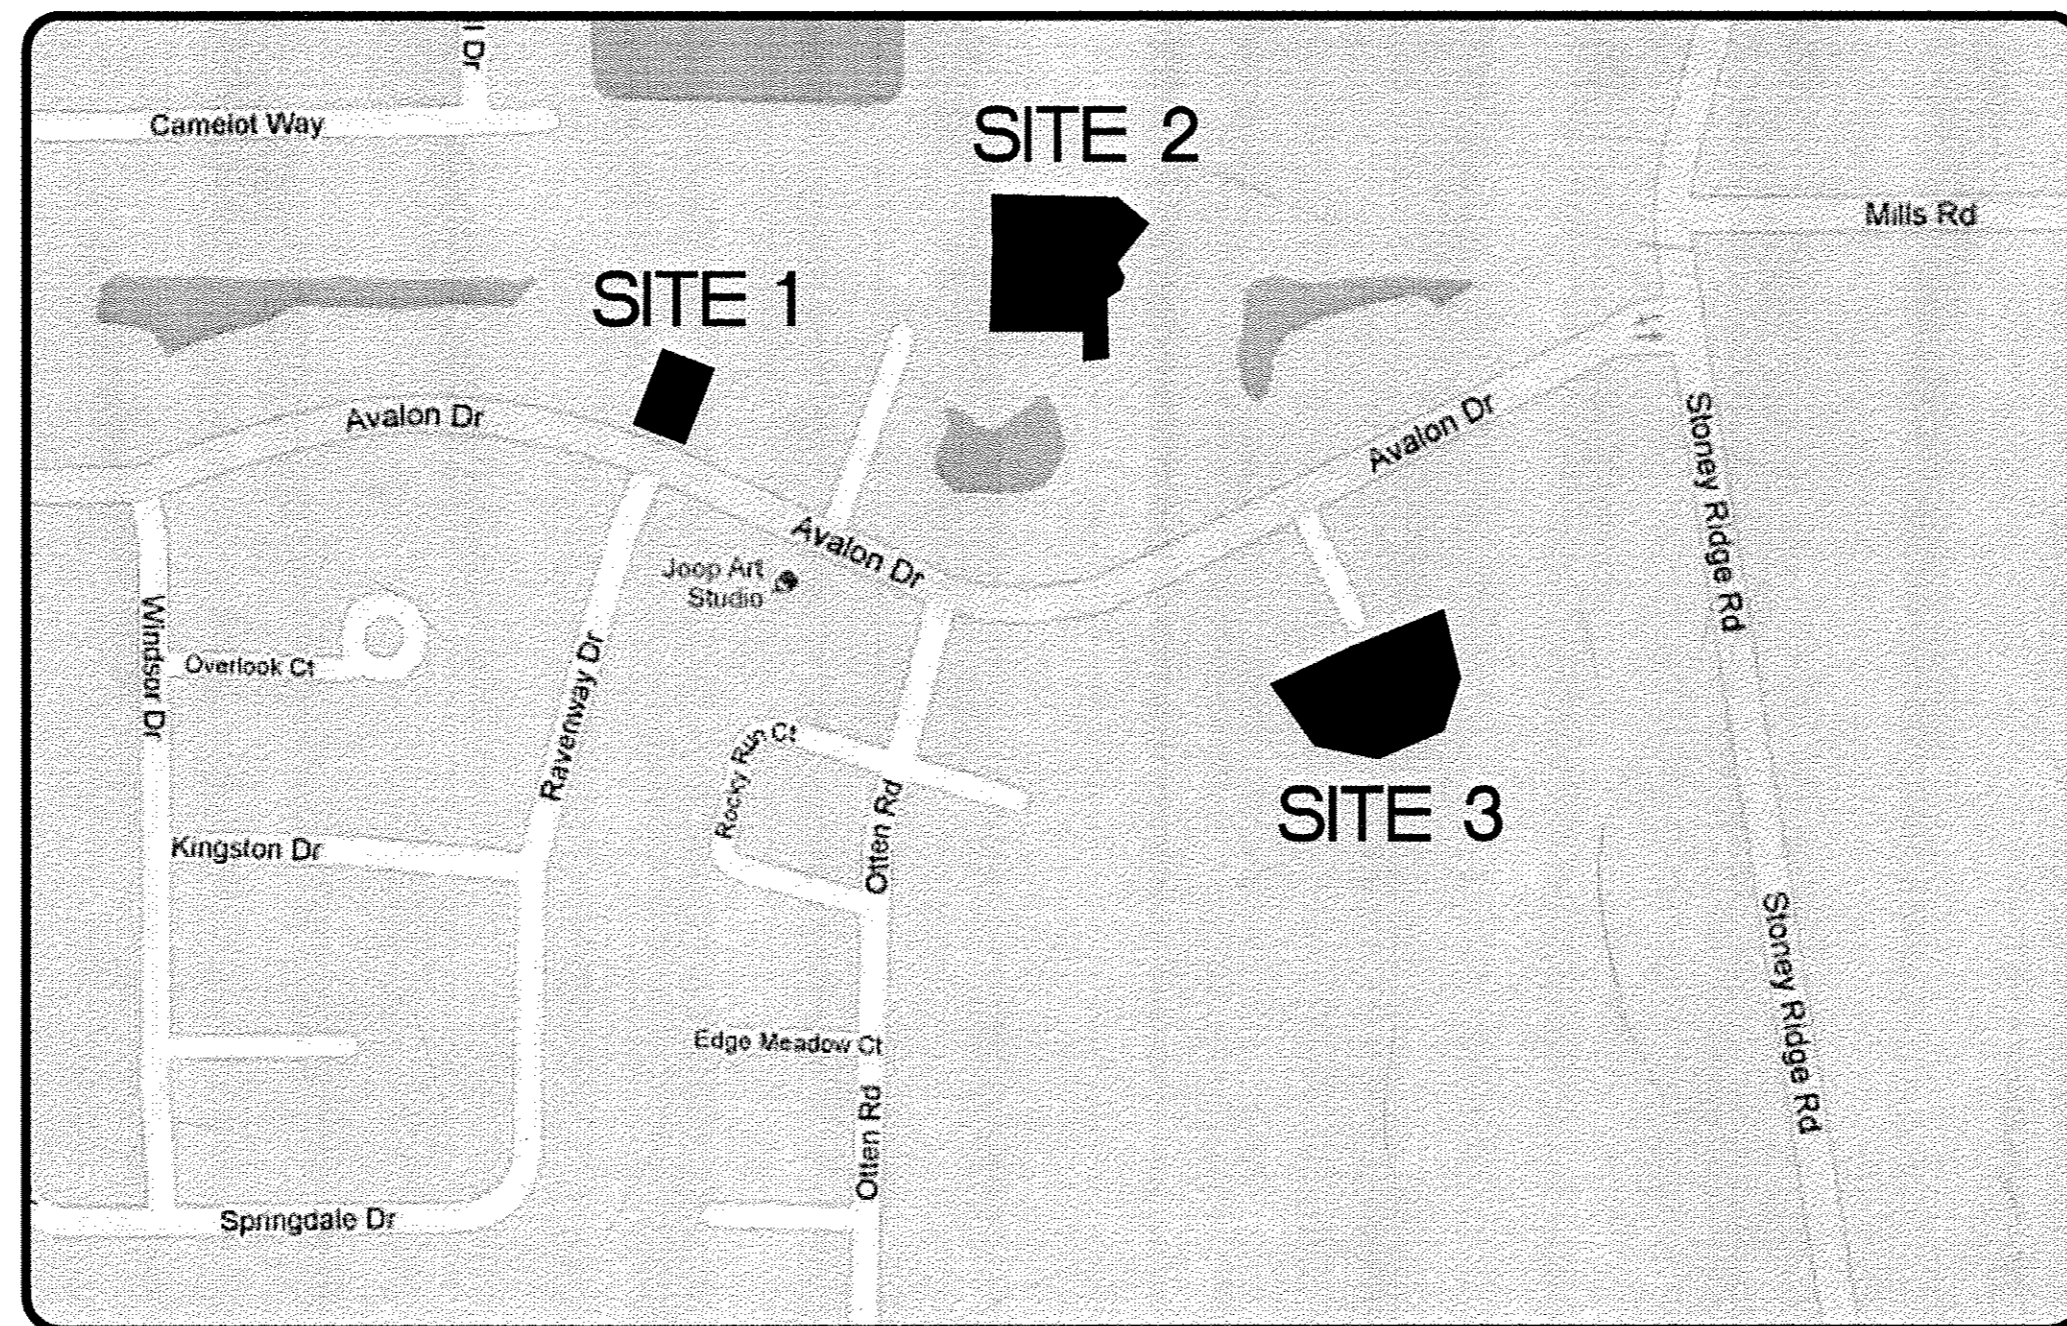 l Dr
Camelot Way
SITE 2
Mills Rd
SITE 1
Avalon Dr
Avalon Dr
Stoney Ridge Rd
Avalon Dr
Joop Art
Studio
Windsor Dr
Overlook Ct
Ravenway Dr
Rocky Run Ct
Otten Rd
SITE 3
Kingston Dr
Stoney Ridge Rd
Edge Meadow Ct
Otten Rd
Springdale Dr